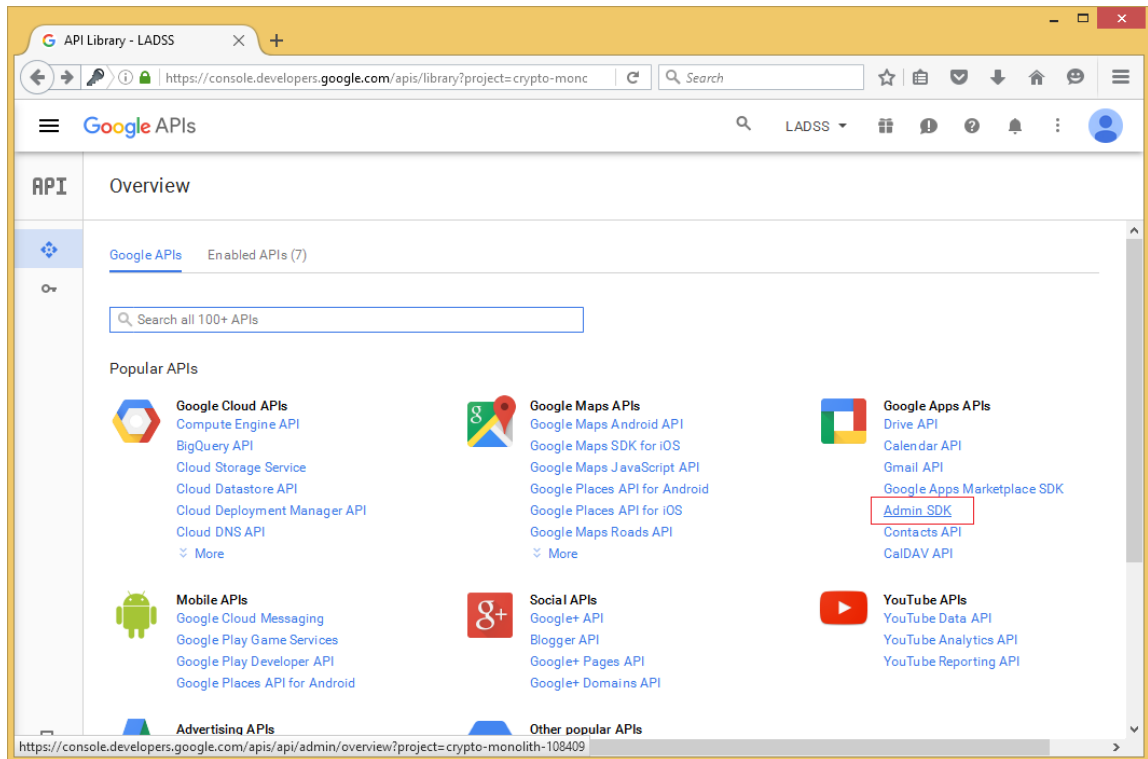 API Library - LADSS
https://console.developers.google.com/apis/library?project=crypto-monc
Search
Google APIs
LADSS
API
Overview
Google APIs
Enabled APIs (7)
Search all 100+ APIs
Popular APIs
Google Cloud APIs
Compute Engine API
BigQuery API
Cloud Storage Service
Cloud Datastore API
Cloud Deployment Manager API
Cloud DNS API
More
Google Maps APIs
Google Maps Android API
Google Maps SDK for iOS
Google Maps JavaScript API
Google Places API for Android
Google Places API for iOS
Google Maps Roads API
More
Google Apps APIs
Drive API
Calendar API
Gmail API
Google Apps Marketplace SDK
Admin SDK
Contacts API
CalDAV API
Mobile APIs
Google Cloud Messaging
Google Play Game Services
Google Play Developer API
Google Places API for Android
Social APIs
Google+ API
Blogger API
Google+ Pages API
Google+ Domains API
YouTube APIs
YouTube Data API
YouTube Analytics API
YouTube Reporting API
Advertising APIs
Other popular APIs
https://console.developers.google.com/apis/api/admin/overview?project=crypto-monolith-108409